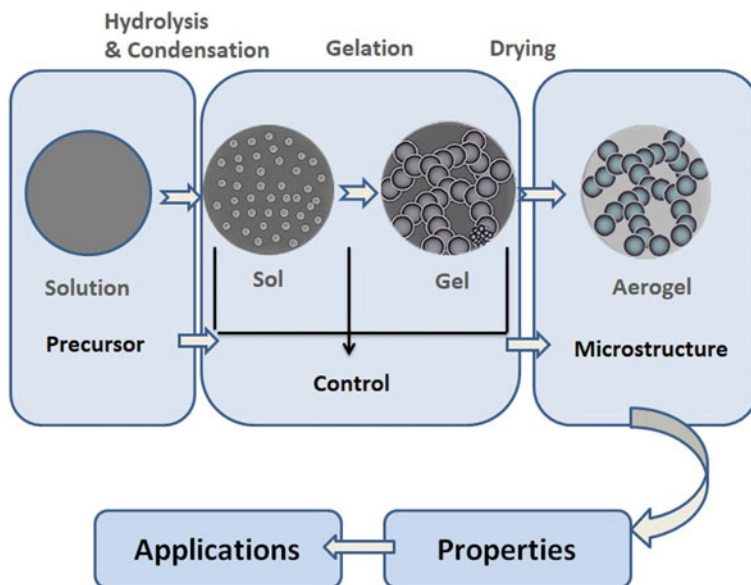 Hydrolysis
& Condensation
Gelation
Drying
Solution
Sol
Gel
Aerogel
Precursor
Control
Microstructure
Applications
Properties